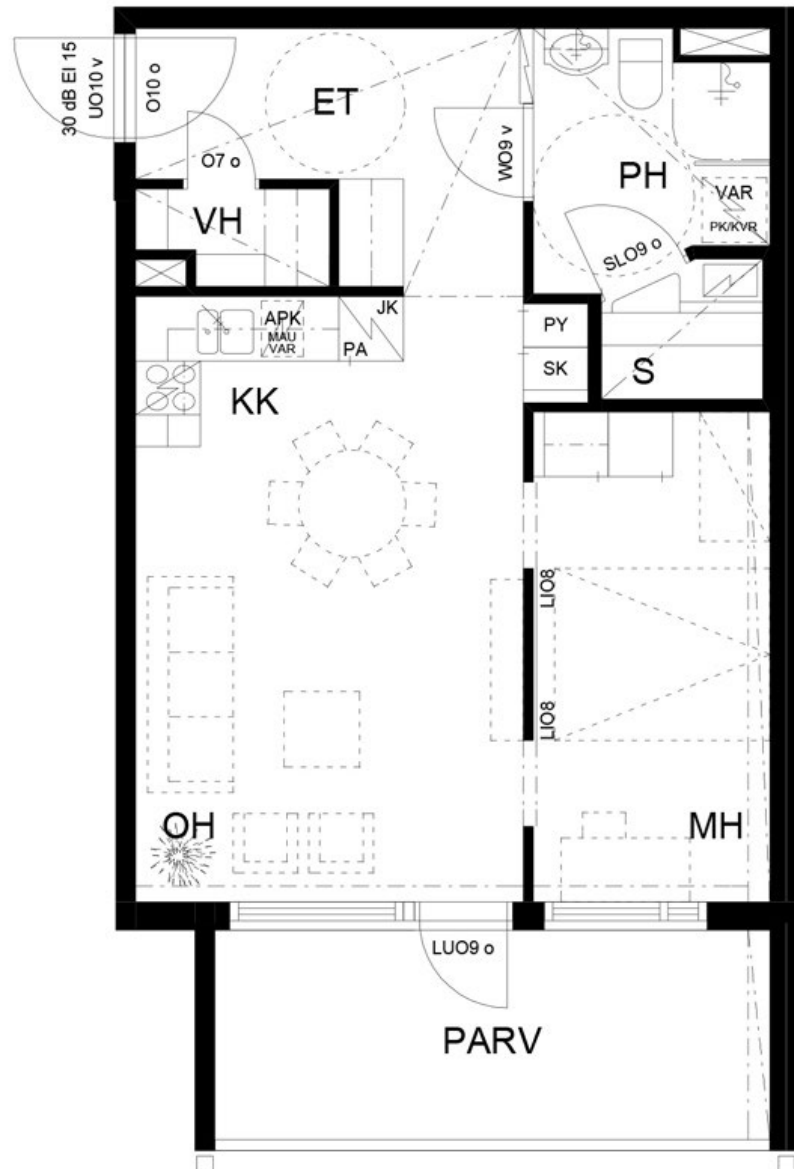 30 dB EI 15
UO10 v
O10 o
ET
O7 o
VH
WO9 v
PH
VAR
PK/KVR
SLO9 o
S
APK
MAU
VAR
JK
PA
PY
SK
KK
LIO8
LIO8
OH
MH
LUO9 o
PARV